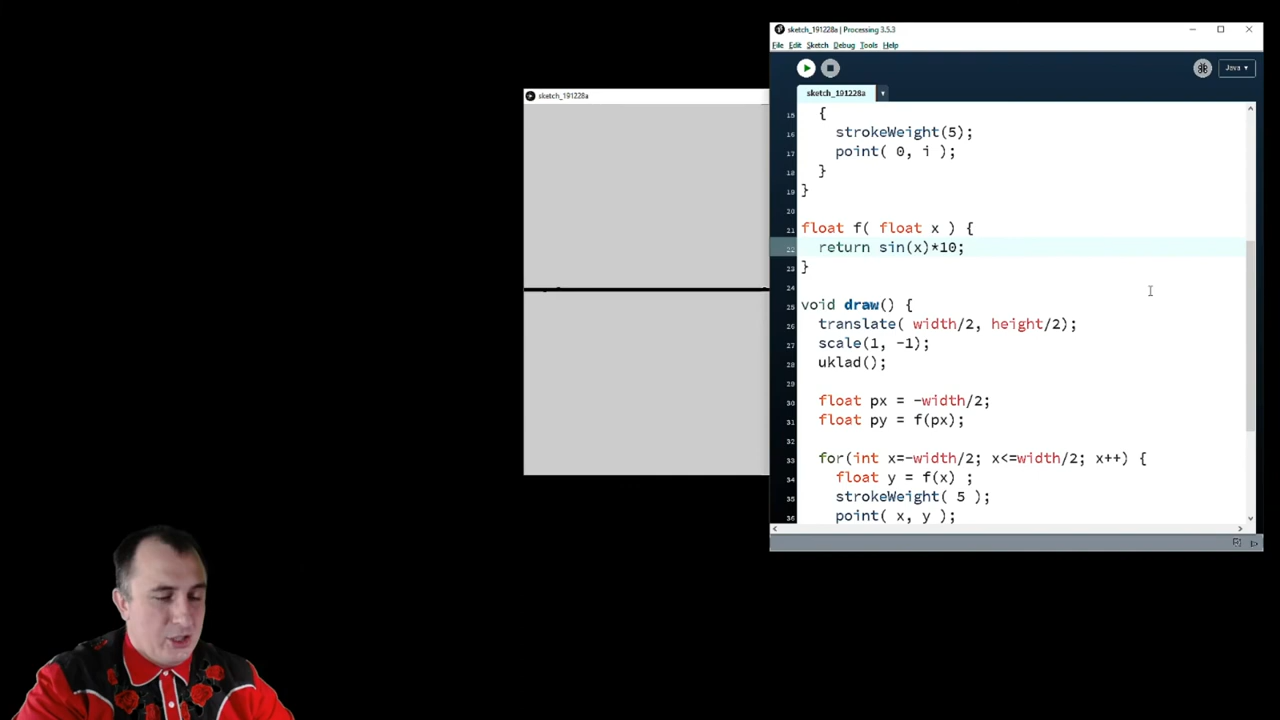 sketch_191228a | Processing 3.5.3
File Edit Sketch Debug Tools Help
Java
sketch_191228a
sketch_191228a
15 {
16 strokeWeight(5);
17 point( 0, i );
18 }
19 }
20
21 float f( float x ) {
22 return sin(x)*10;
23 }
24
25 void draw() {
26 translate( width/2, height/2);
27 scale(1, -1);
28 uklad();
29
30 float px = -width/2;
31 float py = f(px);
32
33 for(int x=-width/2; x<=width/2; x++) {
34 float y = f(x) ;
35 strokeWeight( 5 );
36 point( x, y );